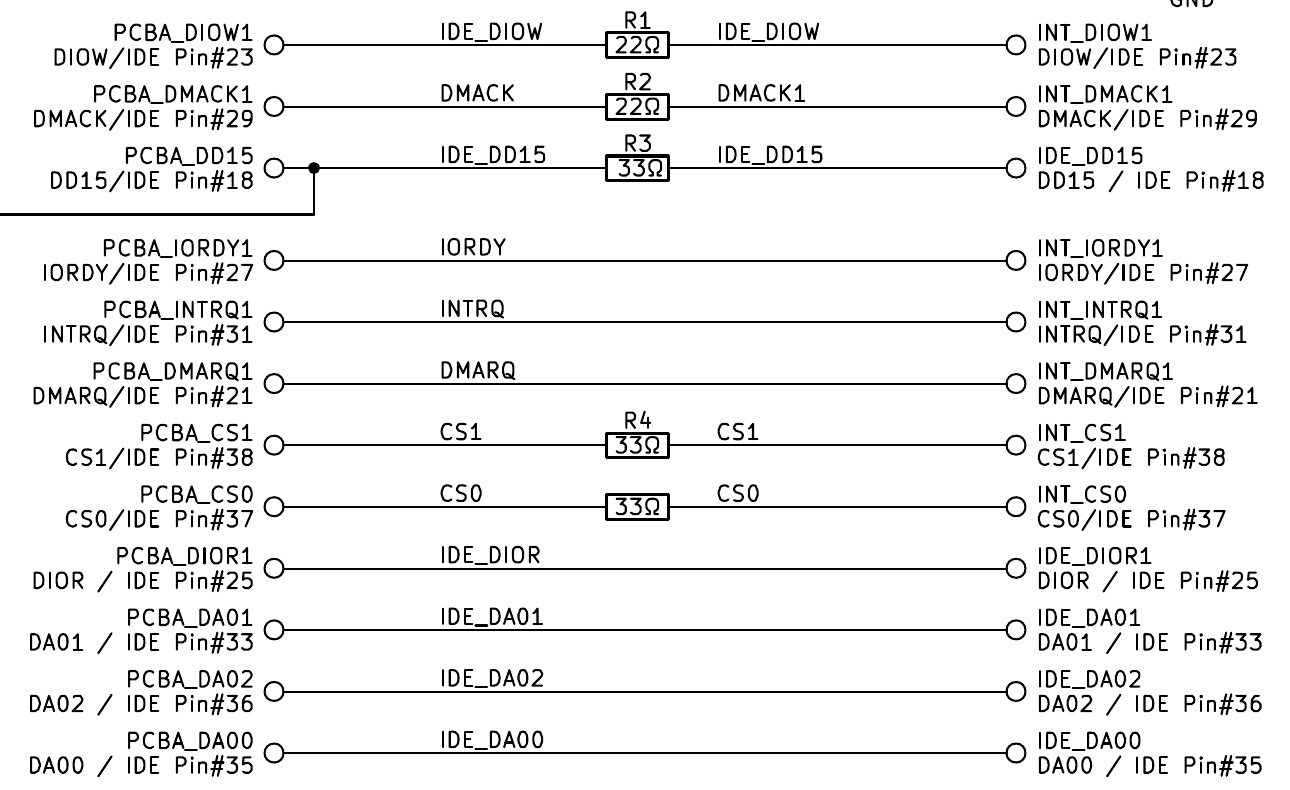 GND
PCBA_DIOW1 IDE_DIOW R1 IDE_DIOW INT_DIOW1
DIOW/IDE Pin#23 22Ω DIOW/IDE Pin#23
PCBA_DMACK1 DMACK R2 DMACK1 INT_DMACK1
DMACK/IDE Pin#29 22Ω DMACK/IDE Pin#29
PCBA_DD15 IDE_DD15 R3 IDE_DD15 IDE_DD15
DD15/IDE Pin#18 33Ω DD15 / IDE Pin#18
PCBA_IORDY1 IORDY INT_IORDY1
IORDY/IDE Pin#27 IORDY/IDE Pin#27
PCBA_INTRQ1 INTRQ INT_INTRQ1
INTRQ/IDE Pin#31 INTRQ/IDE Pin#31
PCBA_DMARQ1 DMARQ INT_DMARQ1
DMARQ/IDE Pin#21 DMARQ/IDE Pin#21
PCBA_CS1 CS1 R4 CS1 INT_CS1
CS1/IDE Pin#38 33Ω CS1/IDE Pin#38
PCBA_CS0 CS0 CS0 INT_CS0
CS0/IDE Pin#37 33Ω CS0/IDE Pin#37
PCBA_DIOR1 IDE_DIOR IDE_DIOR1
DIOR / IDE Pin#25 DIOR / IDE Pin#25
PCBA_DA01 IDE_DA01 IDE_DA01
DA01 / IDE Pin#33 DA01 / IDE Pin#33
PCBA_DA02 IDE_DA02 IDE_DA02
DA02 / IDE Pin#36 DA02 / IDE Pin#36
PCBA_DA00 IDE_DA00 IDE_DA00
DA00 / IDE Pin#35 DA00 / IDE Pin#35